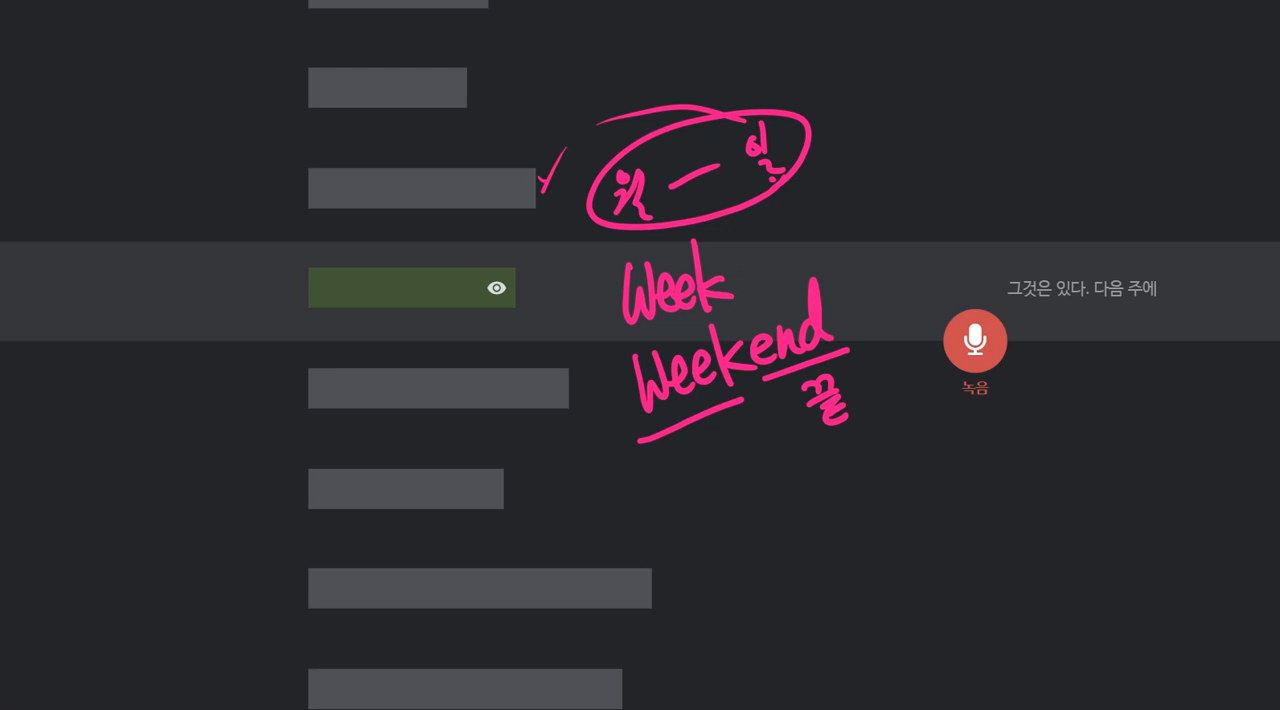 월 — 일
Week
그것은 있다. 다음 주에
Weekend
끝
녹음